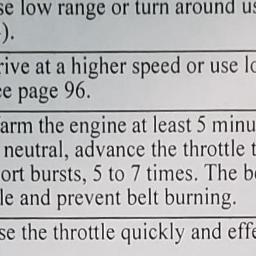 se low range or turn around us
).
rive at a higher speed or use lo
ee page 96.
arm the engine at least 5 minu
neutral, advance the throttle t
ort bursts, 5 to 7 times. The be
le and prevent belt burning.
se the throttle quickly and effe